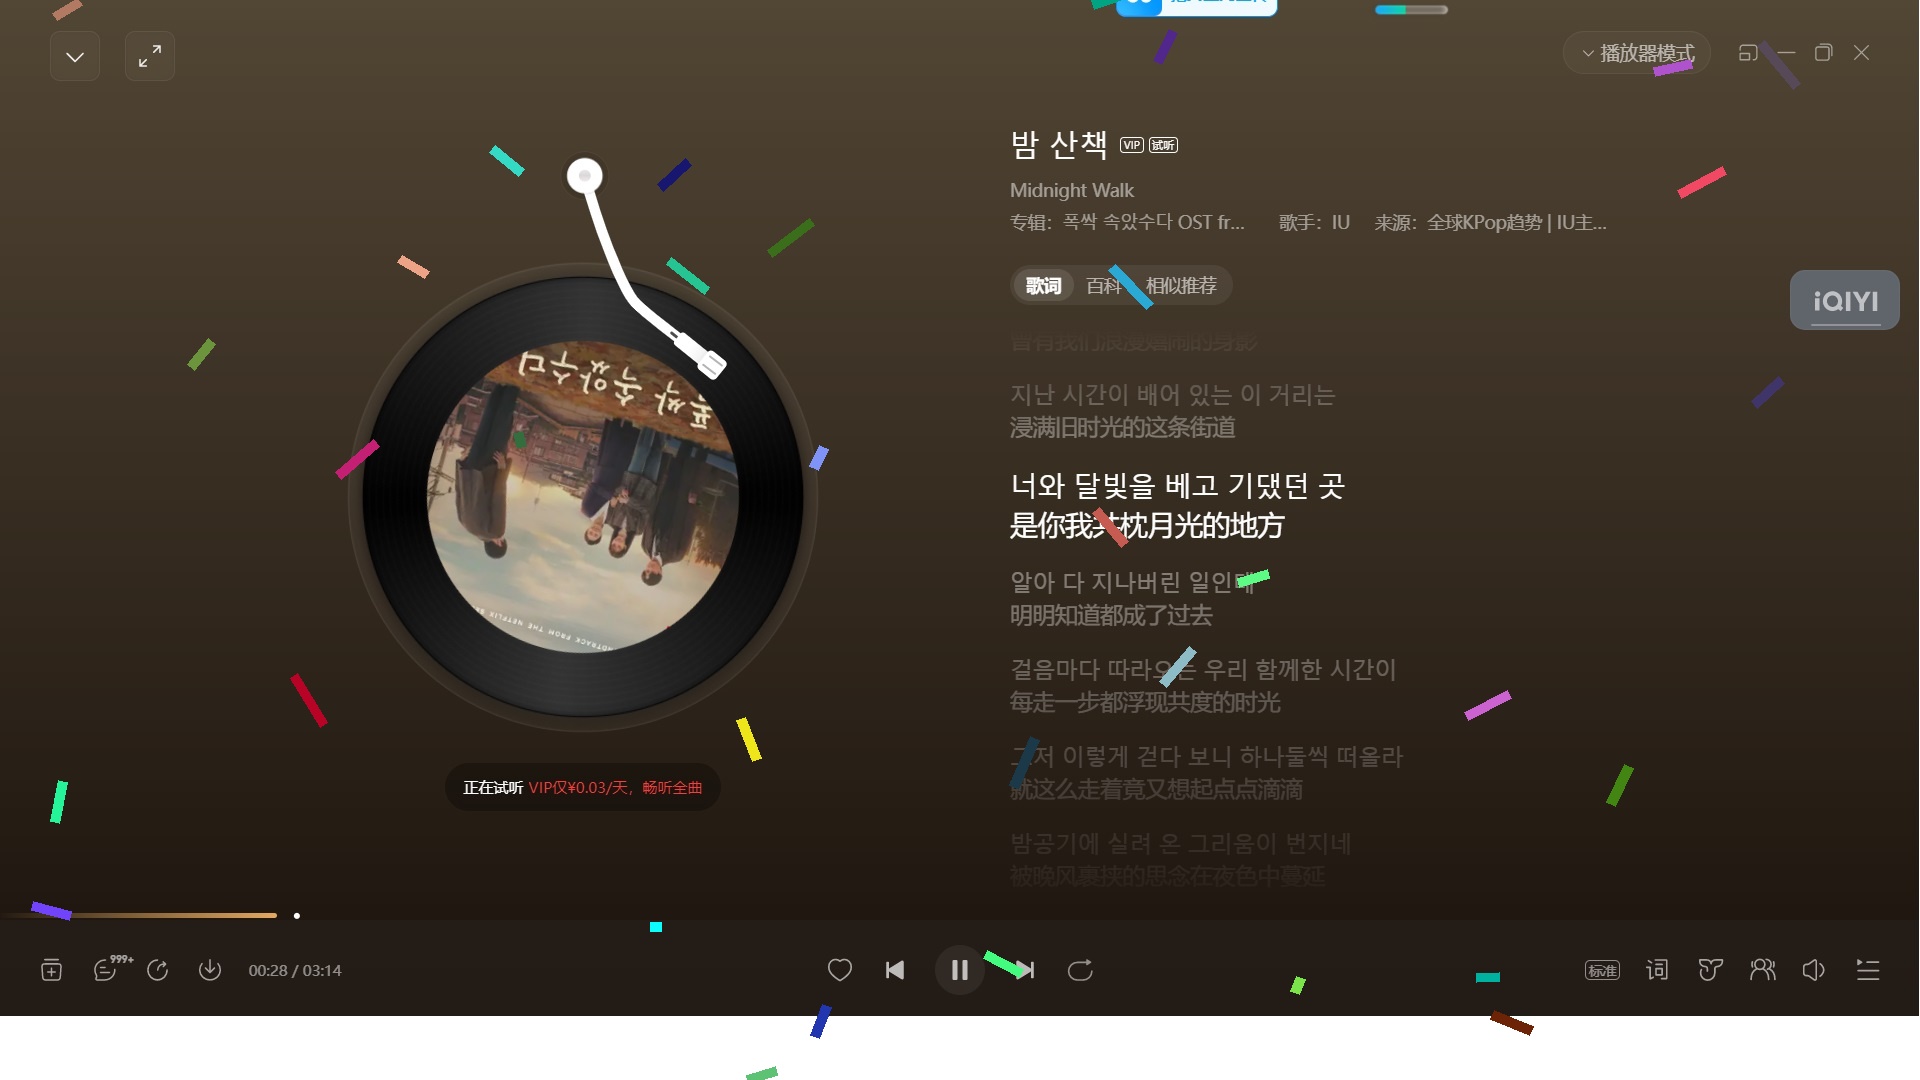 播放器模式
밤 산책 VIP 试听
Midnight Walk
专辑：폭싹 속았수다 OST fr... 歌手：IU 来源：全球KPop趋势 | IU主...
歌词 百科 相似推荐
iQIYI
지난 시간이 배어 있는 이 거리는
浸满旧时光的这条街道
너와 달빛을 베고 기댔던 곳
是你我共枕月光的地方
알아 다 지나버린 일인데
明明知道都成了过去
걸음마다 따라오는 우리 함께한 시간이
每走一步都浮现共度的时光
그저 이렇게 걷다 보니 하나둘씩 떠올라
就这么走着竟又想起点点滴滴
밤공기에 실려 온 그리움이 번지네
被晚风裹挟的思念在夜色中蔓延
폭싹 속았수다
正在试听 VIP仅¥0.03/天，畅听全曲
999+
00:28 / 03:14
标准 词